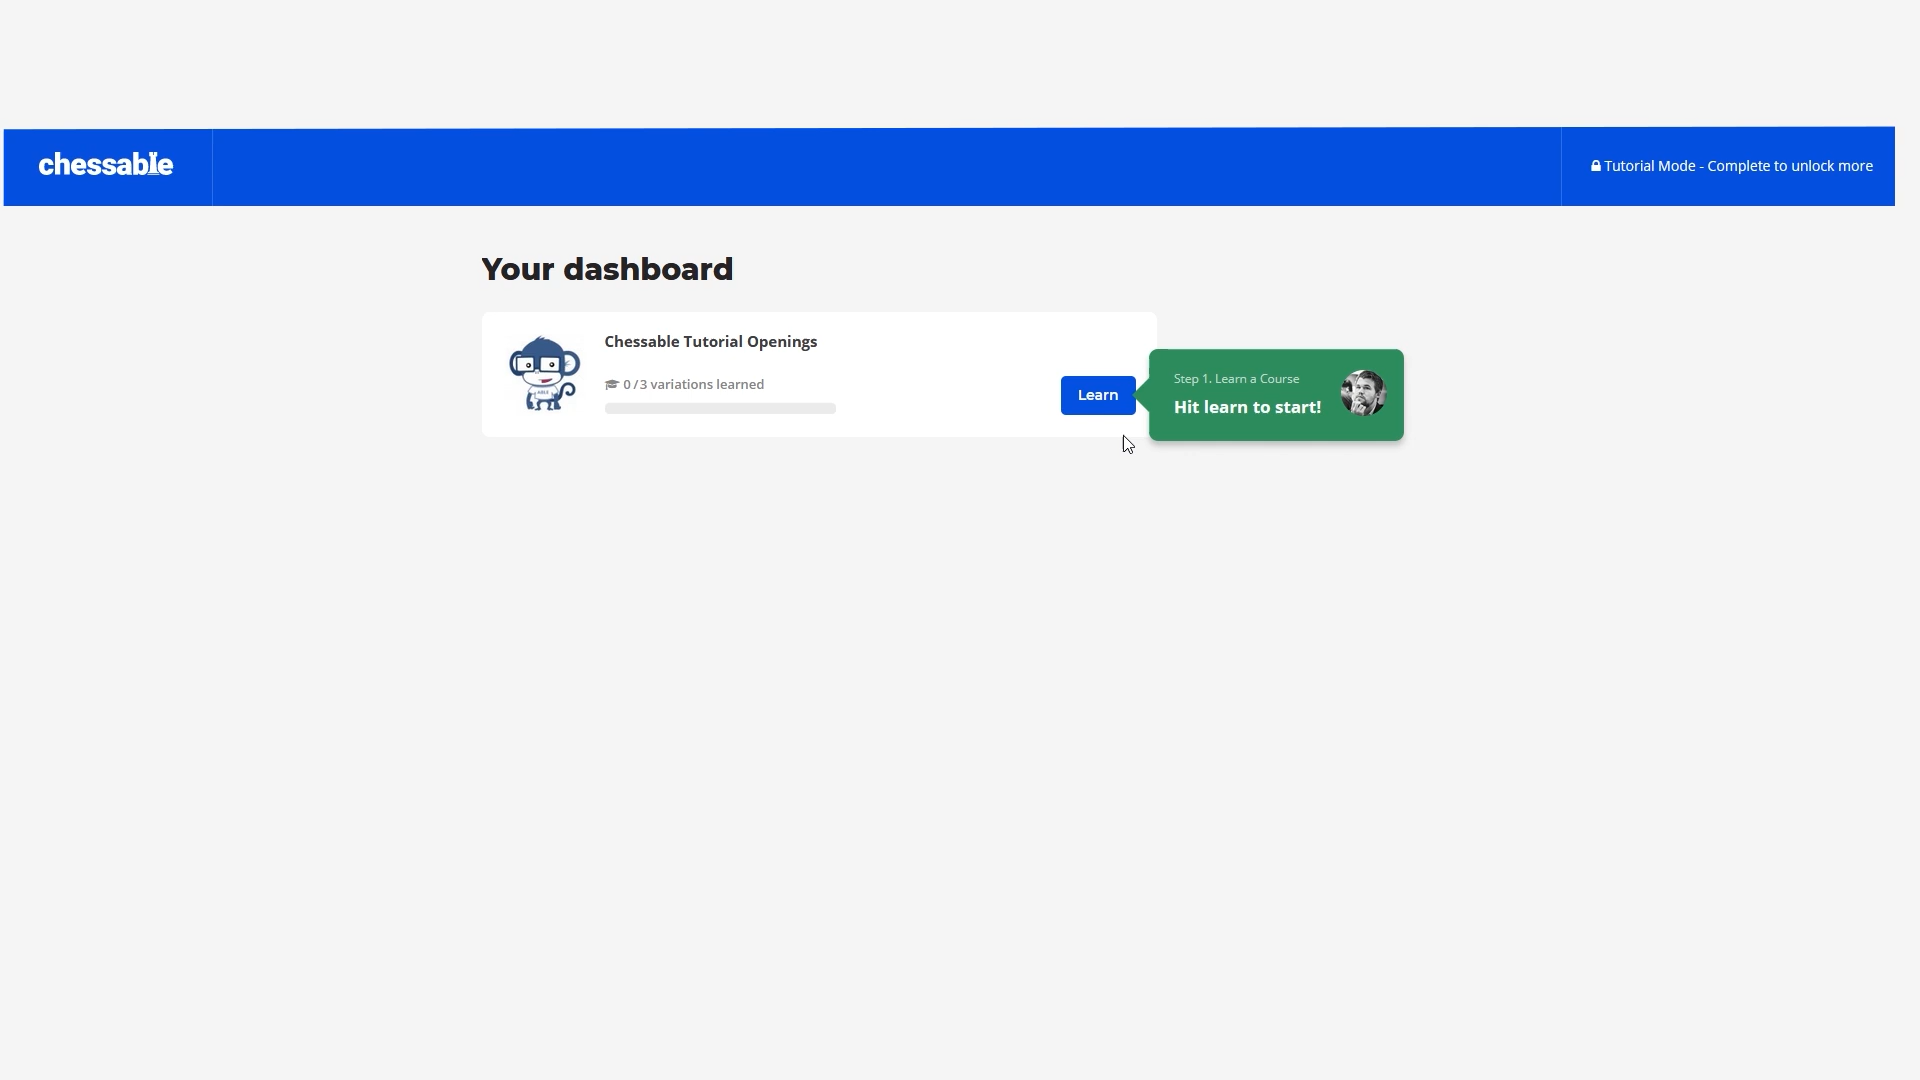 chessable
Tutorial Mode - Complete to unlock more
Your dashboard
Chessable Tutorial Openings
0/3 variations learned
Learn
Step 1. Learn a Course
Hit learn to start!